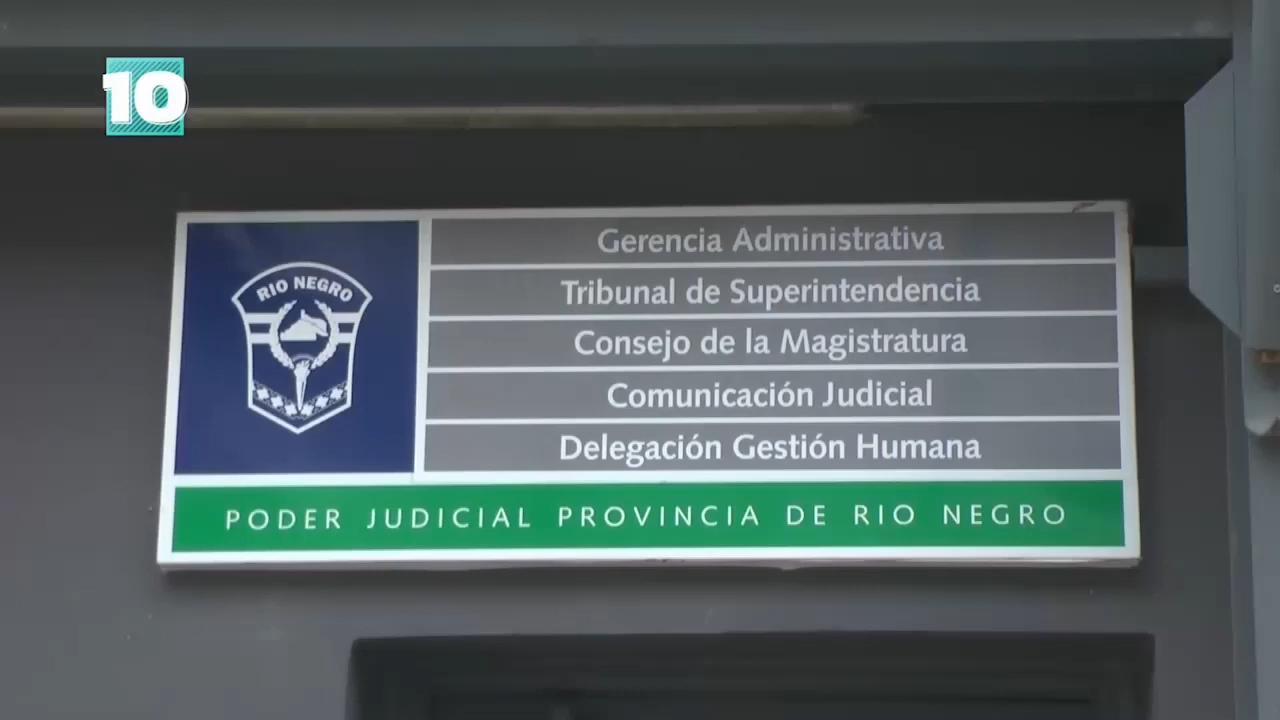 10
RIO NEGRO
Gerencia Administrativa
Tribunal de Superintendencia
Consejo de la Magistratura
Comunicación Judicial
Delegación Gestión Humana
PODER JUDICIAL PROVINCIA DE RIO NEGRO